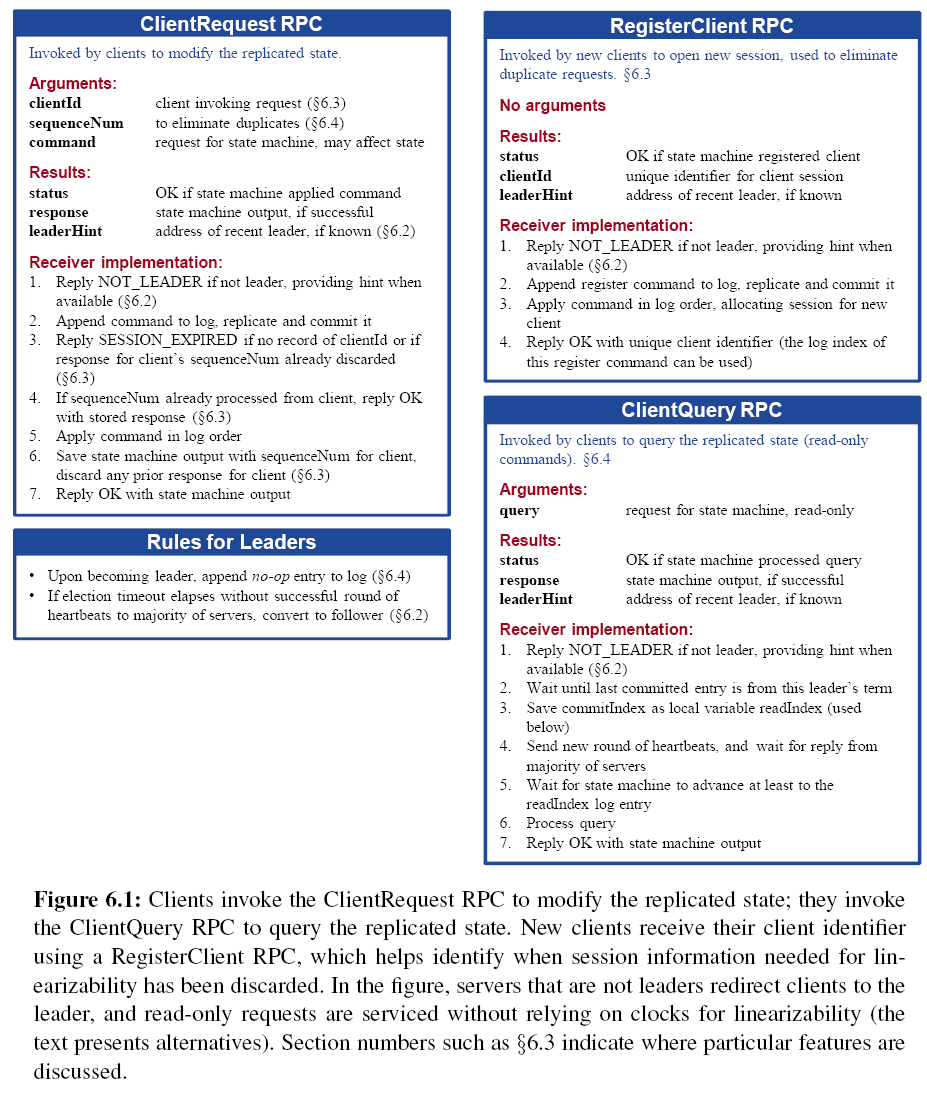 ClientRequest RPC
Invoked by clients to modify the replicated state.
Arguments:
clientId client invoking request (§6.3)
sequenceNum to eliminate duplicates (§6.4)
command request for state machine, may affect state
Results:
status OK if state machine applied command
response state machine output, if successful
leaderHint address of recent leader, if known (§6.2)
Receiver implementation:
1. Reply NOT_LEADER if not leader, providing hint when
available (§6.2)
2. Append command to log, replicate and commit it
3. Reply SESSION_EXPIRED if no record of clientId or if
response for client's sequenceNum already discarded
(§6.3)
4. If sequenceNum already processed from client, reply OK
with stored response (§6.3)
5. Apply command in log order
6. Save state machine output with sequenceNum for client,
discard any prior response for client (§6.3)
7. Reply OK with state machine output
Rules for Leaders
• Upon becoming leader, append no-op entry to log (§6.4)
• If election timeout elapses without successful round of
heartbeats to majority of servers, convert to follower (§6.2)
RegisterClient RPC
Invoked by new clients to open new session, used to eliminate
duplicate requests. §6.3
No arguments
Results:
status OK if state machine registered client
clientId unique identifier for client session
leaderHint address of recent leader, if known
Receiver implementation:
1. Reply NOT_LEADER if not leader, providing hint when
available (§6.2)
2. Append register command to log, replicate and commit it
3. Apply command in log order, allocating session for new
client
4. Reply OK with unique client identifier (the log index of
this register command can be used)
ClientQuery RPC
Invoked by clients to query the replicated state (read-only
commands). §6.4
Arguments:
query request for state machine, read-only
Results:
status OK if state machine processed query
response state machine output, if successful
leaderHint address of recent leader, if known
Receiver implementation:
1. Reply NOT_LEADER if not leader, providing hint when
available (§6.2)
2. Wait until last committed entry is from this leader's term
3. Save commitIndex as local variable readIndex (used
below)
4. Send new round of heartbeats, and wait for reply from
majority of servers
5. Wait for state machine to advance at least to the
readIndex log entry
6. Process query
7. Reply OK with state machine output
Figure 6.1: Clients invoke the ClientRequest RPC to modify the replicated state; they invoke
the ClientQuery RPC to query the replicated state. New clients receive their client identifier
using a RegisterClient RPC, which helps identify when session information needed for lin-
earizability has been discarded. In the figure, servers that are not leaders redirect clients to the
leader, and read-only requests are serviced without relying on clocks for linearizability (the
text presents alternatives). Section numbers such as §6.3 indicate where particular features are
discussed.